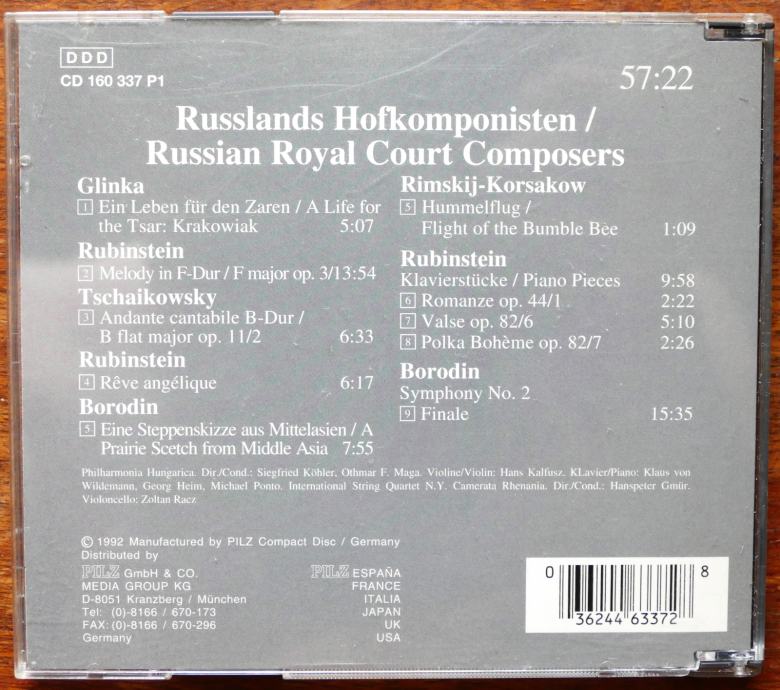 DDD
CD 160 337 P1
57:22
Russlands Hofkomponisten /
Russian Royal Court Composers
Glinka
1 Ein Leben für den Zaren / A Life for
the Tsar: Krakowiak 5:07
Rubinstein
2 Melody in F-Dur / F major op. 3/13:54
Tschaikowsky
3 Andante cantabile B-Dur /
B flat major op. 11/2 6:33
Rubinstein
4 Rêve angélique 6:17
Borodin
5 Eine Steppenskizze aus Mittelasien / A
Prairie Scetch from Middle Asia 7:55
Rimskij-Korsakow
5 Hummelflug /
Flight of the Bumble Bee 1:09
Rubinstein
Klavierstücke / Piano Pieces 9:58
6 Romanze op. 44/1 2:22
7 Valse op. 82/6 5:10
8 Polka Bohème op. 82/7 2:26
Borodin
Symphony No. 2
9 Finale 15:35
Philharmonia Hungarica. Dir./Cond.: Siegfried Köhler, Othmar F. Maga. Violine/Violin: Hans Kalfusz. KLavier/Piano: Klaus von
Wildemann, Georg Heim, Michael Ponto. International String Quartet N.Y. Camerata Rhenania. Dir./Cond.: Hanspeter Gmür.
Violoncello: Zoltan Racz
© 1992 Manufactured by PILZ Compact Disc / Germany
Distributed by
PILZ GmbH & CO.
MEDIA GROUP KG
D-8051 Kranzberg / München
Tel: (0)-8166 / 670-173
FAX: (0)-8166 / 670-296
Germany
PILZ ESPAÑA
FRANCE
ITALIA
JAPAN
UK
USA
0 36244 63372 8